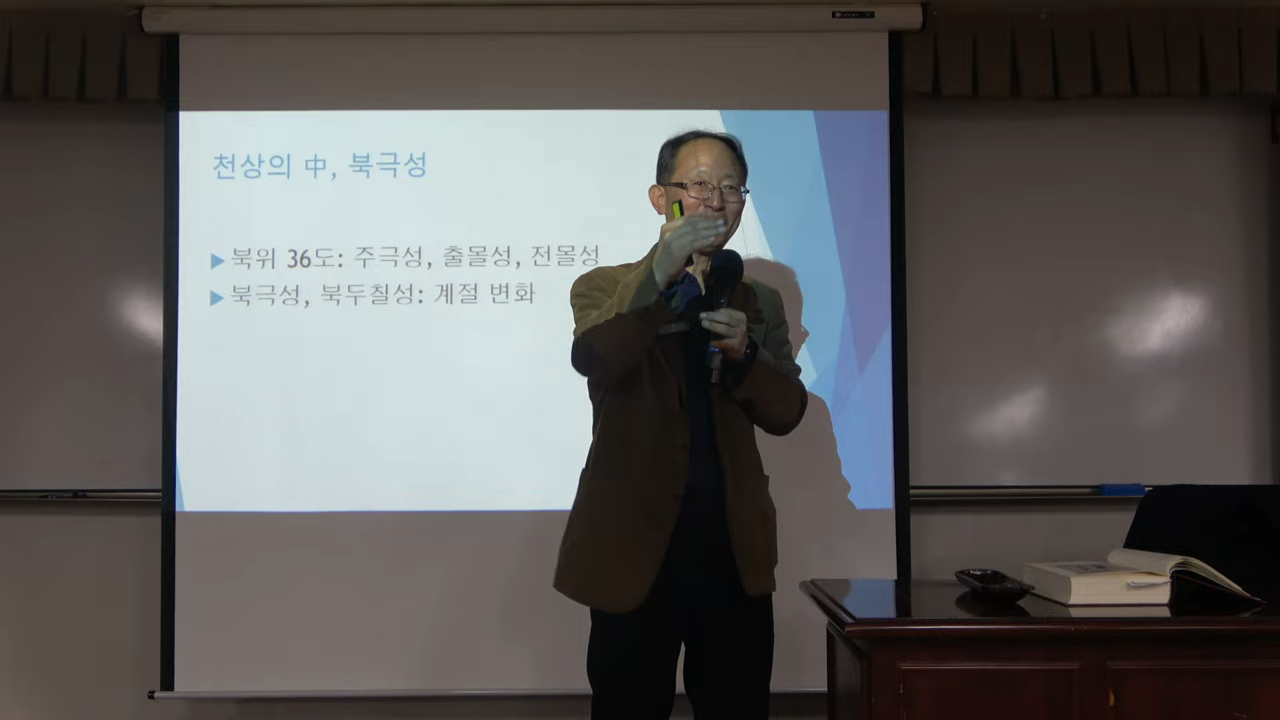 천상의 中, 북극성
북위 36도: 주극성, 출몰성, 전몰성
북극성, 북두칠성: 계절 변화